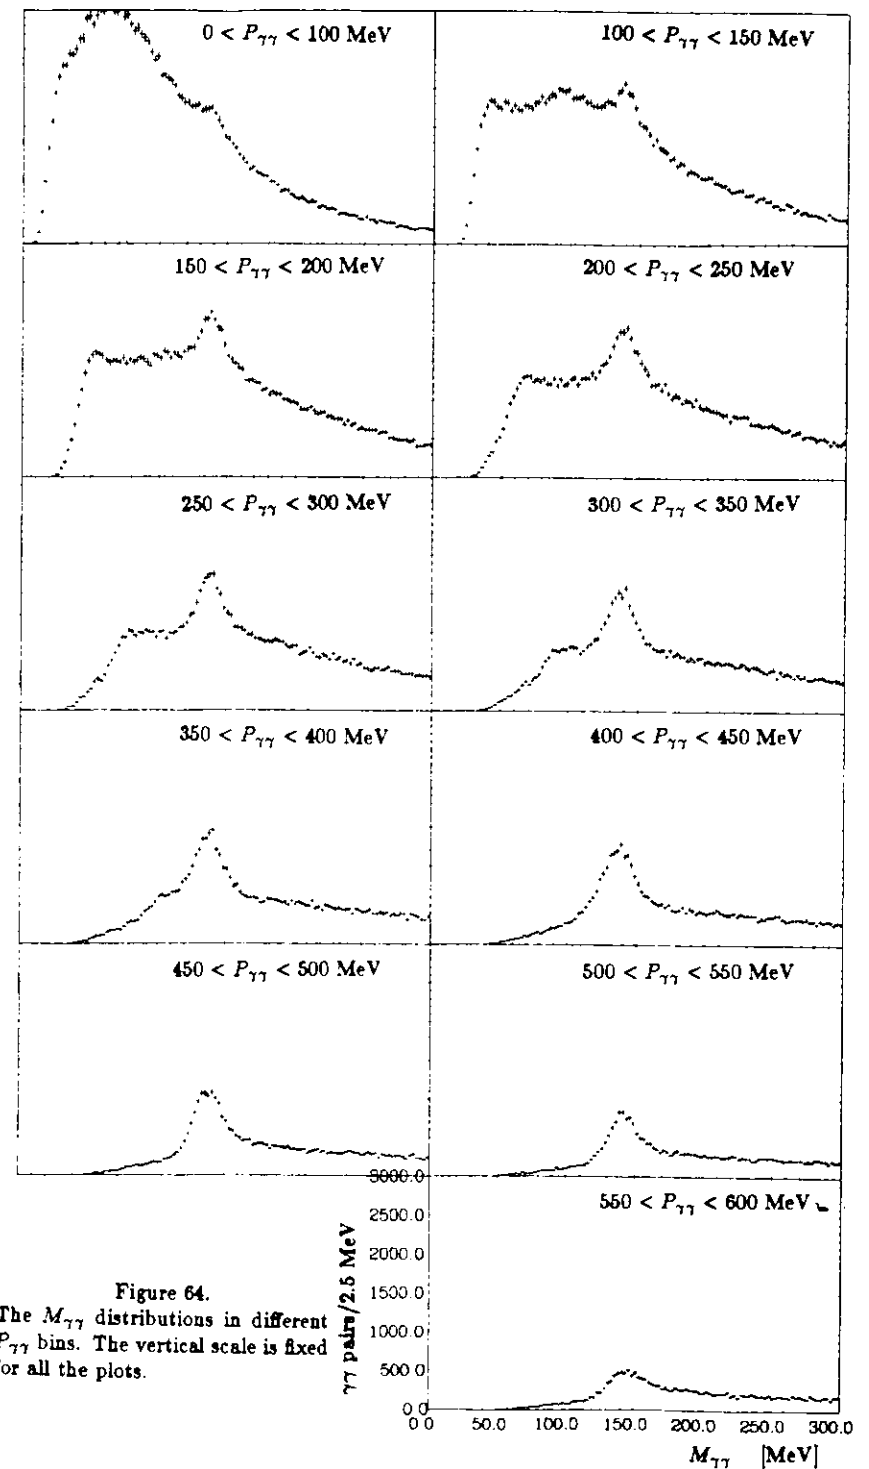 0 < Pγγ < 100 MeV
100 < Pγγ < 150 MeV
150 < Pγγ < 200 MeV
200 < Pγγ < 250 MeV
250 < Pγγ < 300 MeV
300 < Pγγ < 350 MeV
350 < Pγγ < 400 MeV
400 < Pγγ < 450 MeV
450 < Pγγ < 500 MeV
500 < Pγγ < 550 MeV
550 < Pγγ < 600 MeV
3000.0
2500.0
2000.0
1500.0
1000.0
500.0
0.0
γγ pairs/2.5 MeV
0.0 50.0 100.0 150.0 200.0 250.0 300.0
Mγγ [MeV]
Figure 64.
The Mγγ distributions in different
Pγγ bins. The vertical scale is fixed
for all the plots.